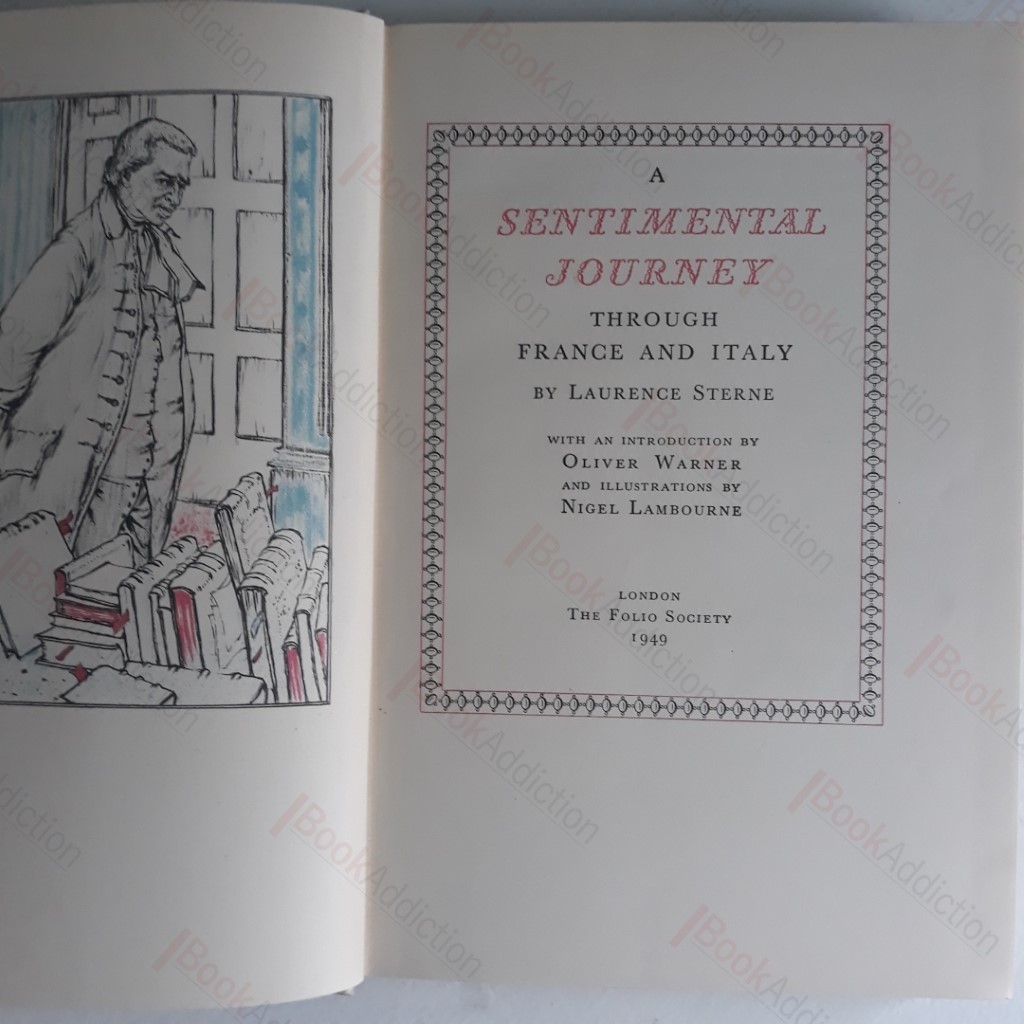 A
SENTIMENTAL
JOURNEY
THROUGH
FRANCE AND ITALY
BY LAURENCE STERNE
WITH AN INTRODUCTION BY
OLIVER WARNER
AND ILLUSTRATIONS BY
NIGEL LAMBOURNE
LONDON
THE FOLIO SOCIETY
1949
BookAddiction